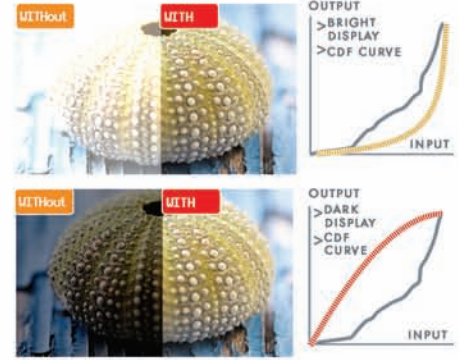 WITHout
WITH
OUTPUT
>BRIGHT
DISPLAY
>CDF CURVE
INPUT
WITHout
WITH
OUTPUT
>DARK
DISPLAY
>CDF
CURVE
INPUT